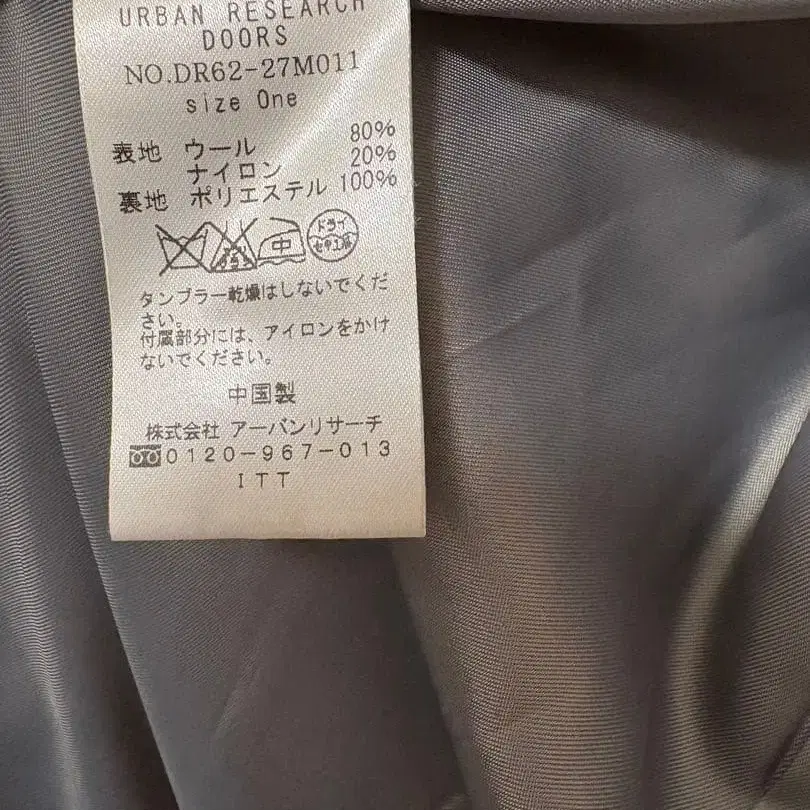 URBAN RESEARCH
DOORS
NO.DR62-27M011
size One
表地 ウール 80%
ナイロン 20%
裏地 ポリエステル 100%
中 ドライ
タンブラー乾燥はしないでくだ
さい。
付属部分には、アイロンをかけ
ないでください。
中国製
株式会社 アーバンリサーチ
0120-967-013
ITT